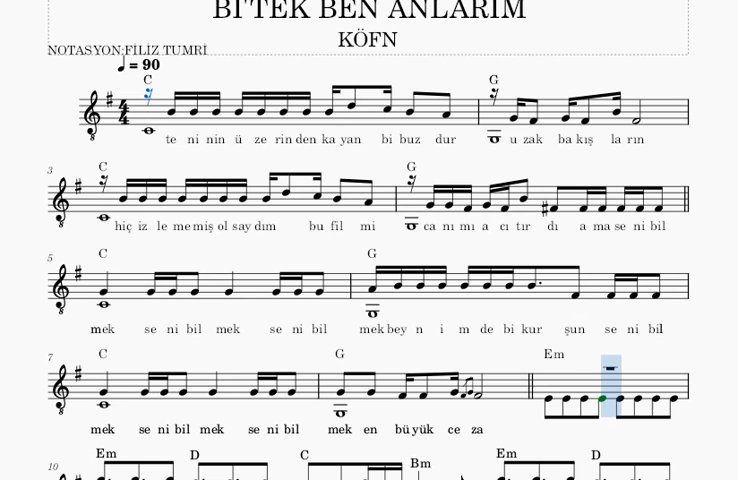 BİTEK BEN ANLARIM
KÖFN
NOTASYON:FİLİZ TUMRİ
♩ = 90
C G
te ni nin ü ze rin den ka yan bi buz dur u zak ba kış la rın
3 C G
hiç iz le me miş ol say dım bu fil mi ca nı mı a cı tır dı a ma se ni bil
5 C G
mek se ni bil mek se ni bil mek bey n i m de bi kur şun se ni bil
7 C G Em
mek se ni bil mek se ni bil mek en bü yük ce za
10 Em D C Bm Em D